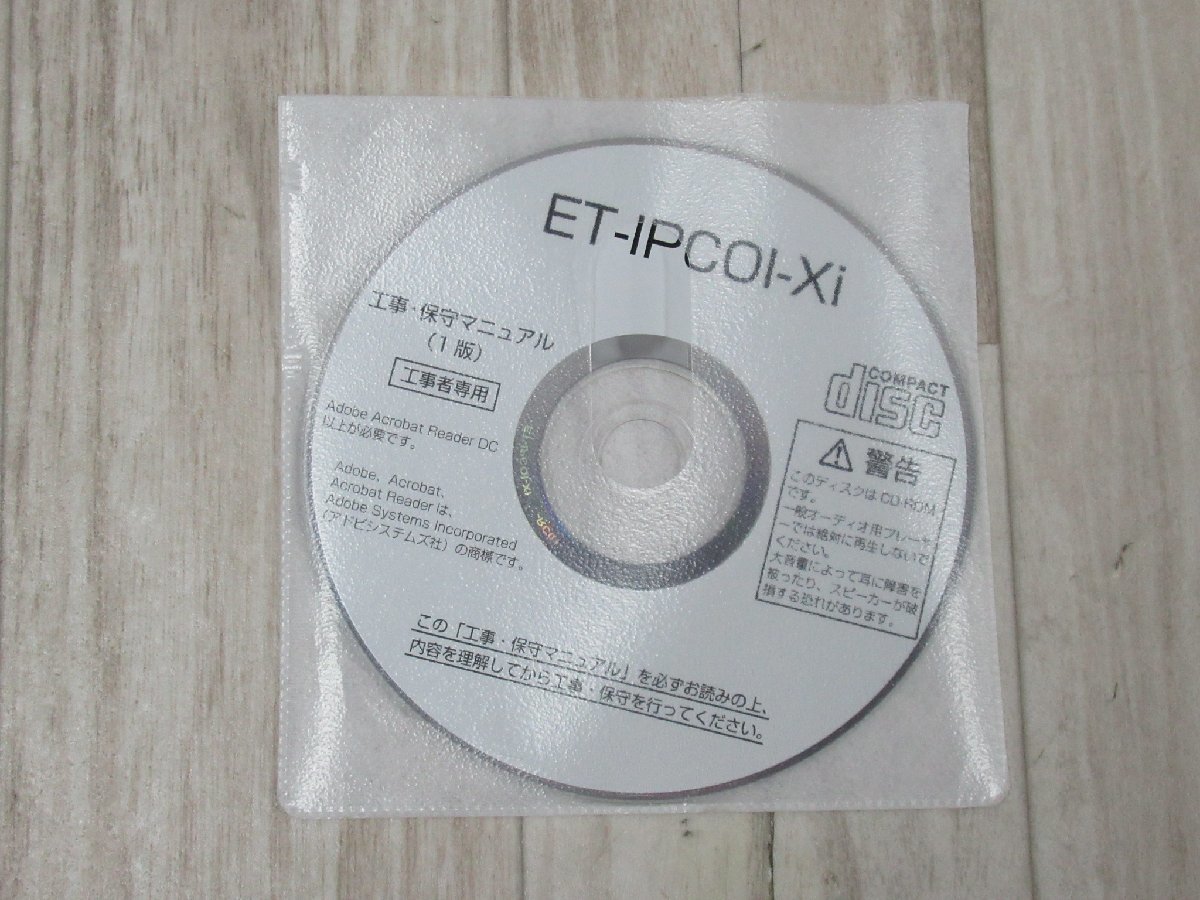 ET-IPCOI-Xi
工事・保守マニュアル
（1版）
工事者専用
Adobe Acrobat Reader DC
以上が必要です。
Adobe、Acrobat、
Acrobat Readerは、
Adobe Systems Incorporated
（アドビシステムズ社）の商標です。
COMPACT
disc
警告
このディスクはCD-ROM
です。
一般オーディオ用プレーヤ
ーでは絶対に再生しないで
ください。
大音量によって耳に障害を
被ったり、スピーカーが破
損する恐れがあります。
この「工事・保守マニュアル」を必ずお読みの上、
内容を理解してから工事・保守を行ってください。